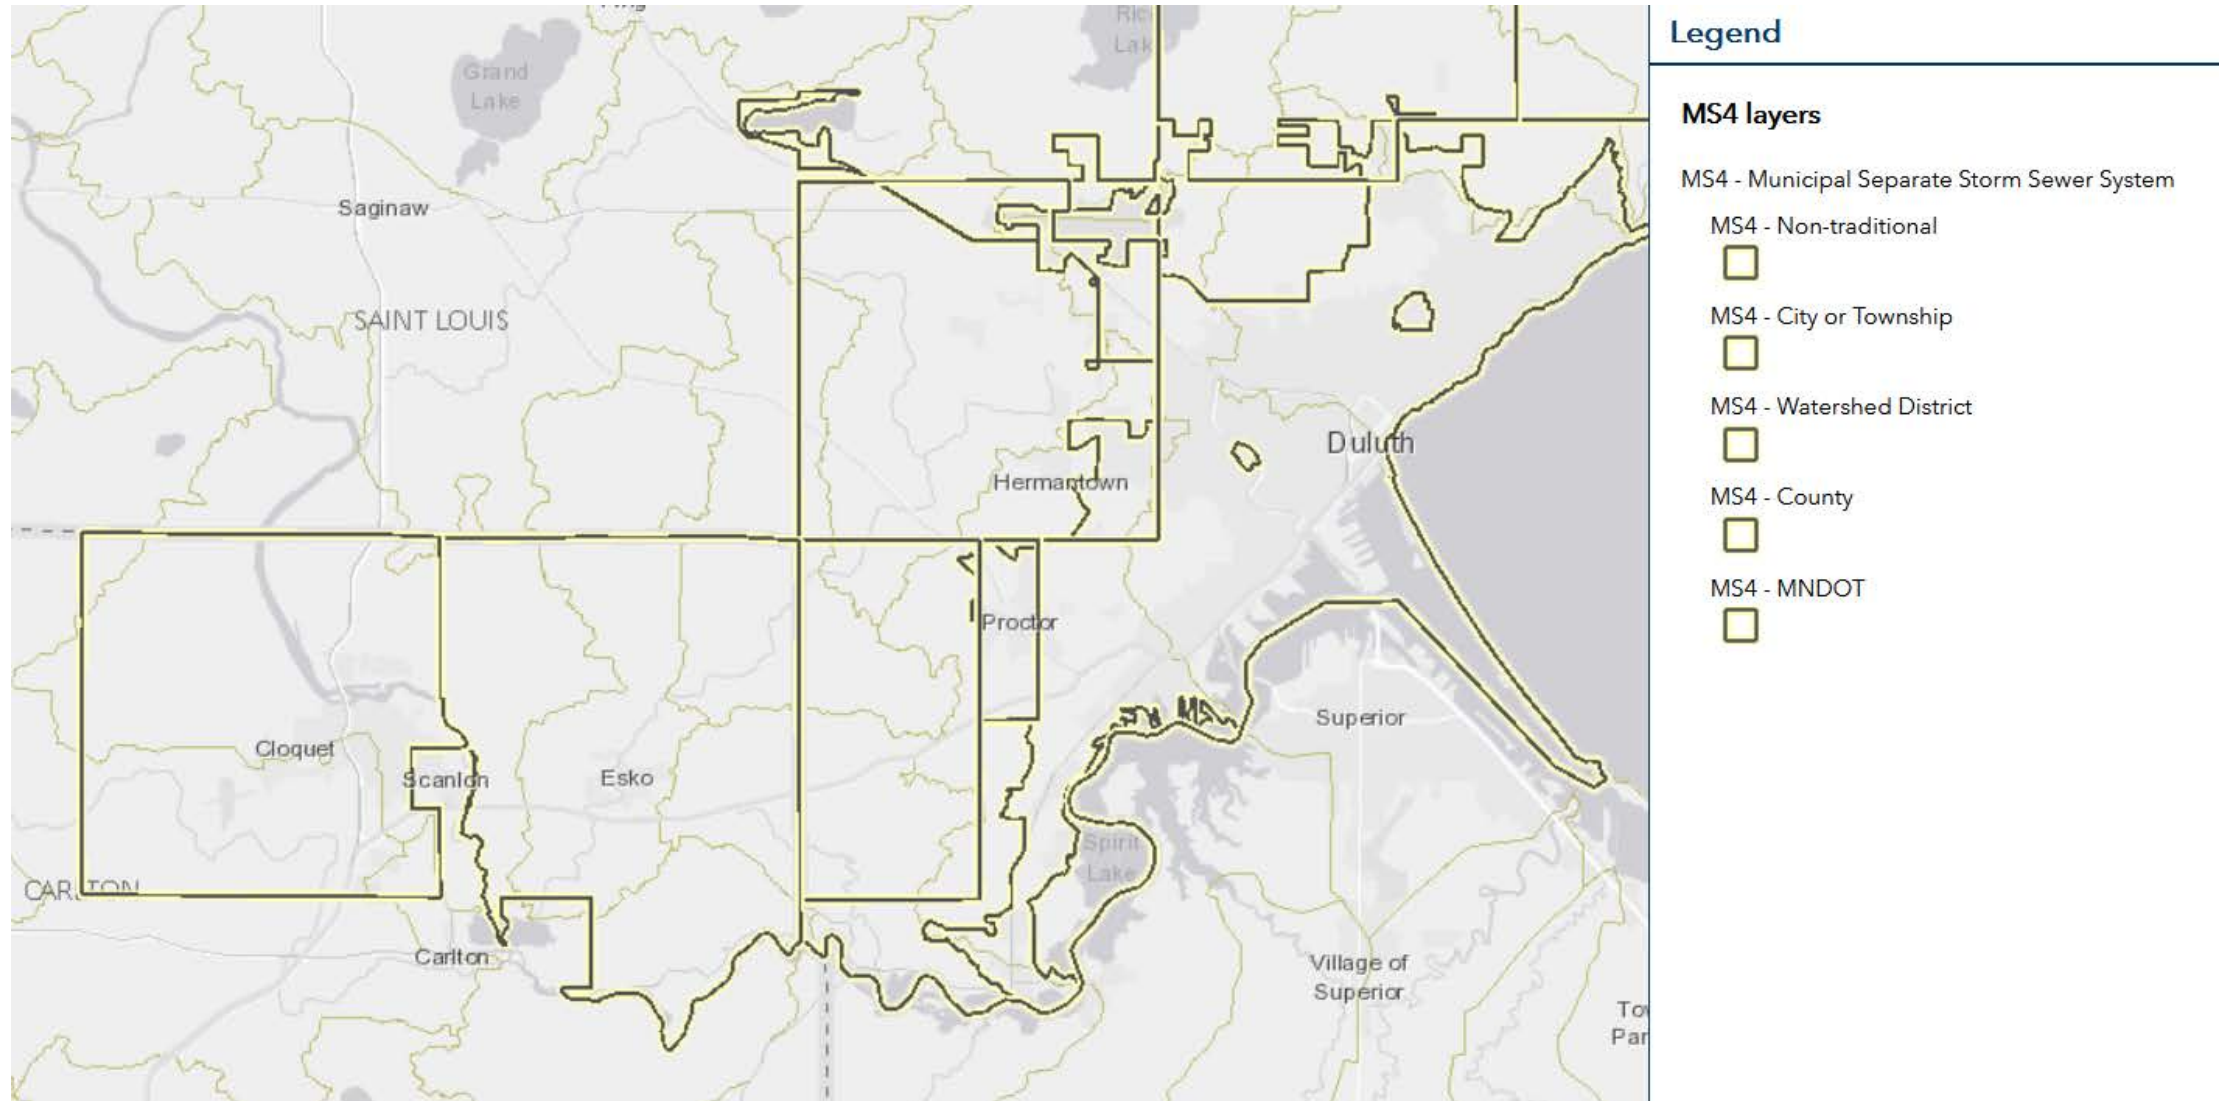 Grand
Lake
Legend
MS4 layers
MS4 - Municipal Separate Storm Sewer System
Saginaw
MS4 - Non-traditional
SAINT LOUIS
MS4 - City or Township
MS4 - Watershed District
Duluth
Hermantown
MS4 - County
MS4 - MNDOT
Proctor
Superior
Cloquet
Scanlon
Esko
Spirit
Lake
CARLTON
Carlton
Village of
Superior